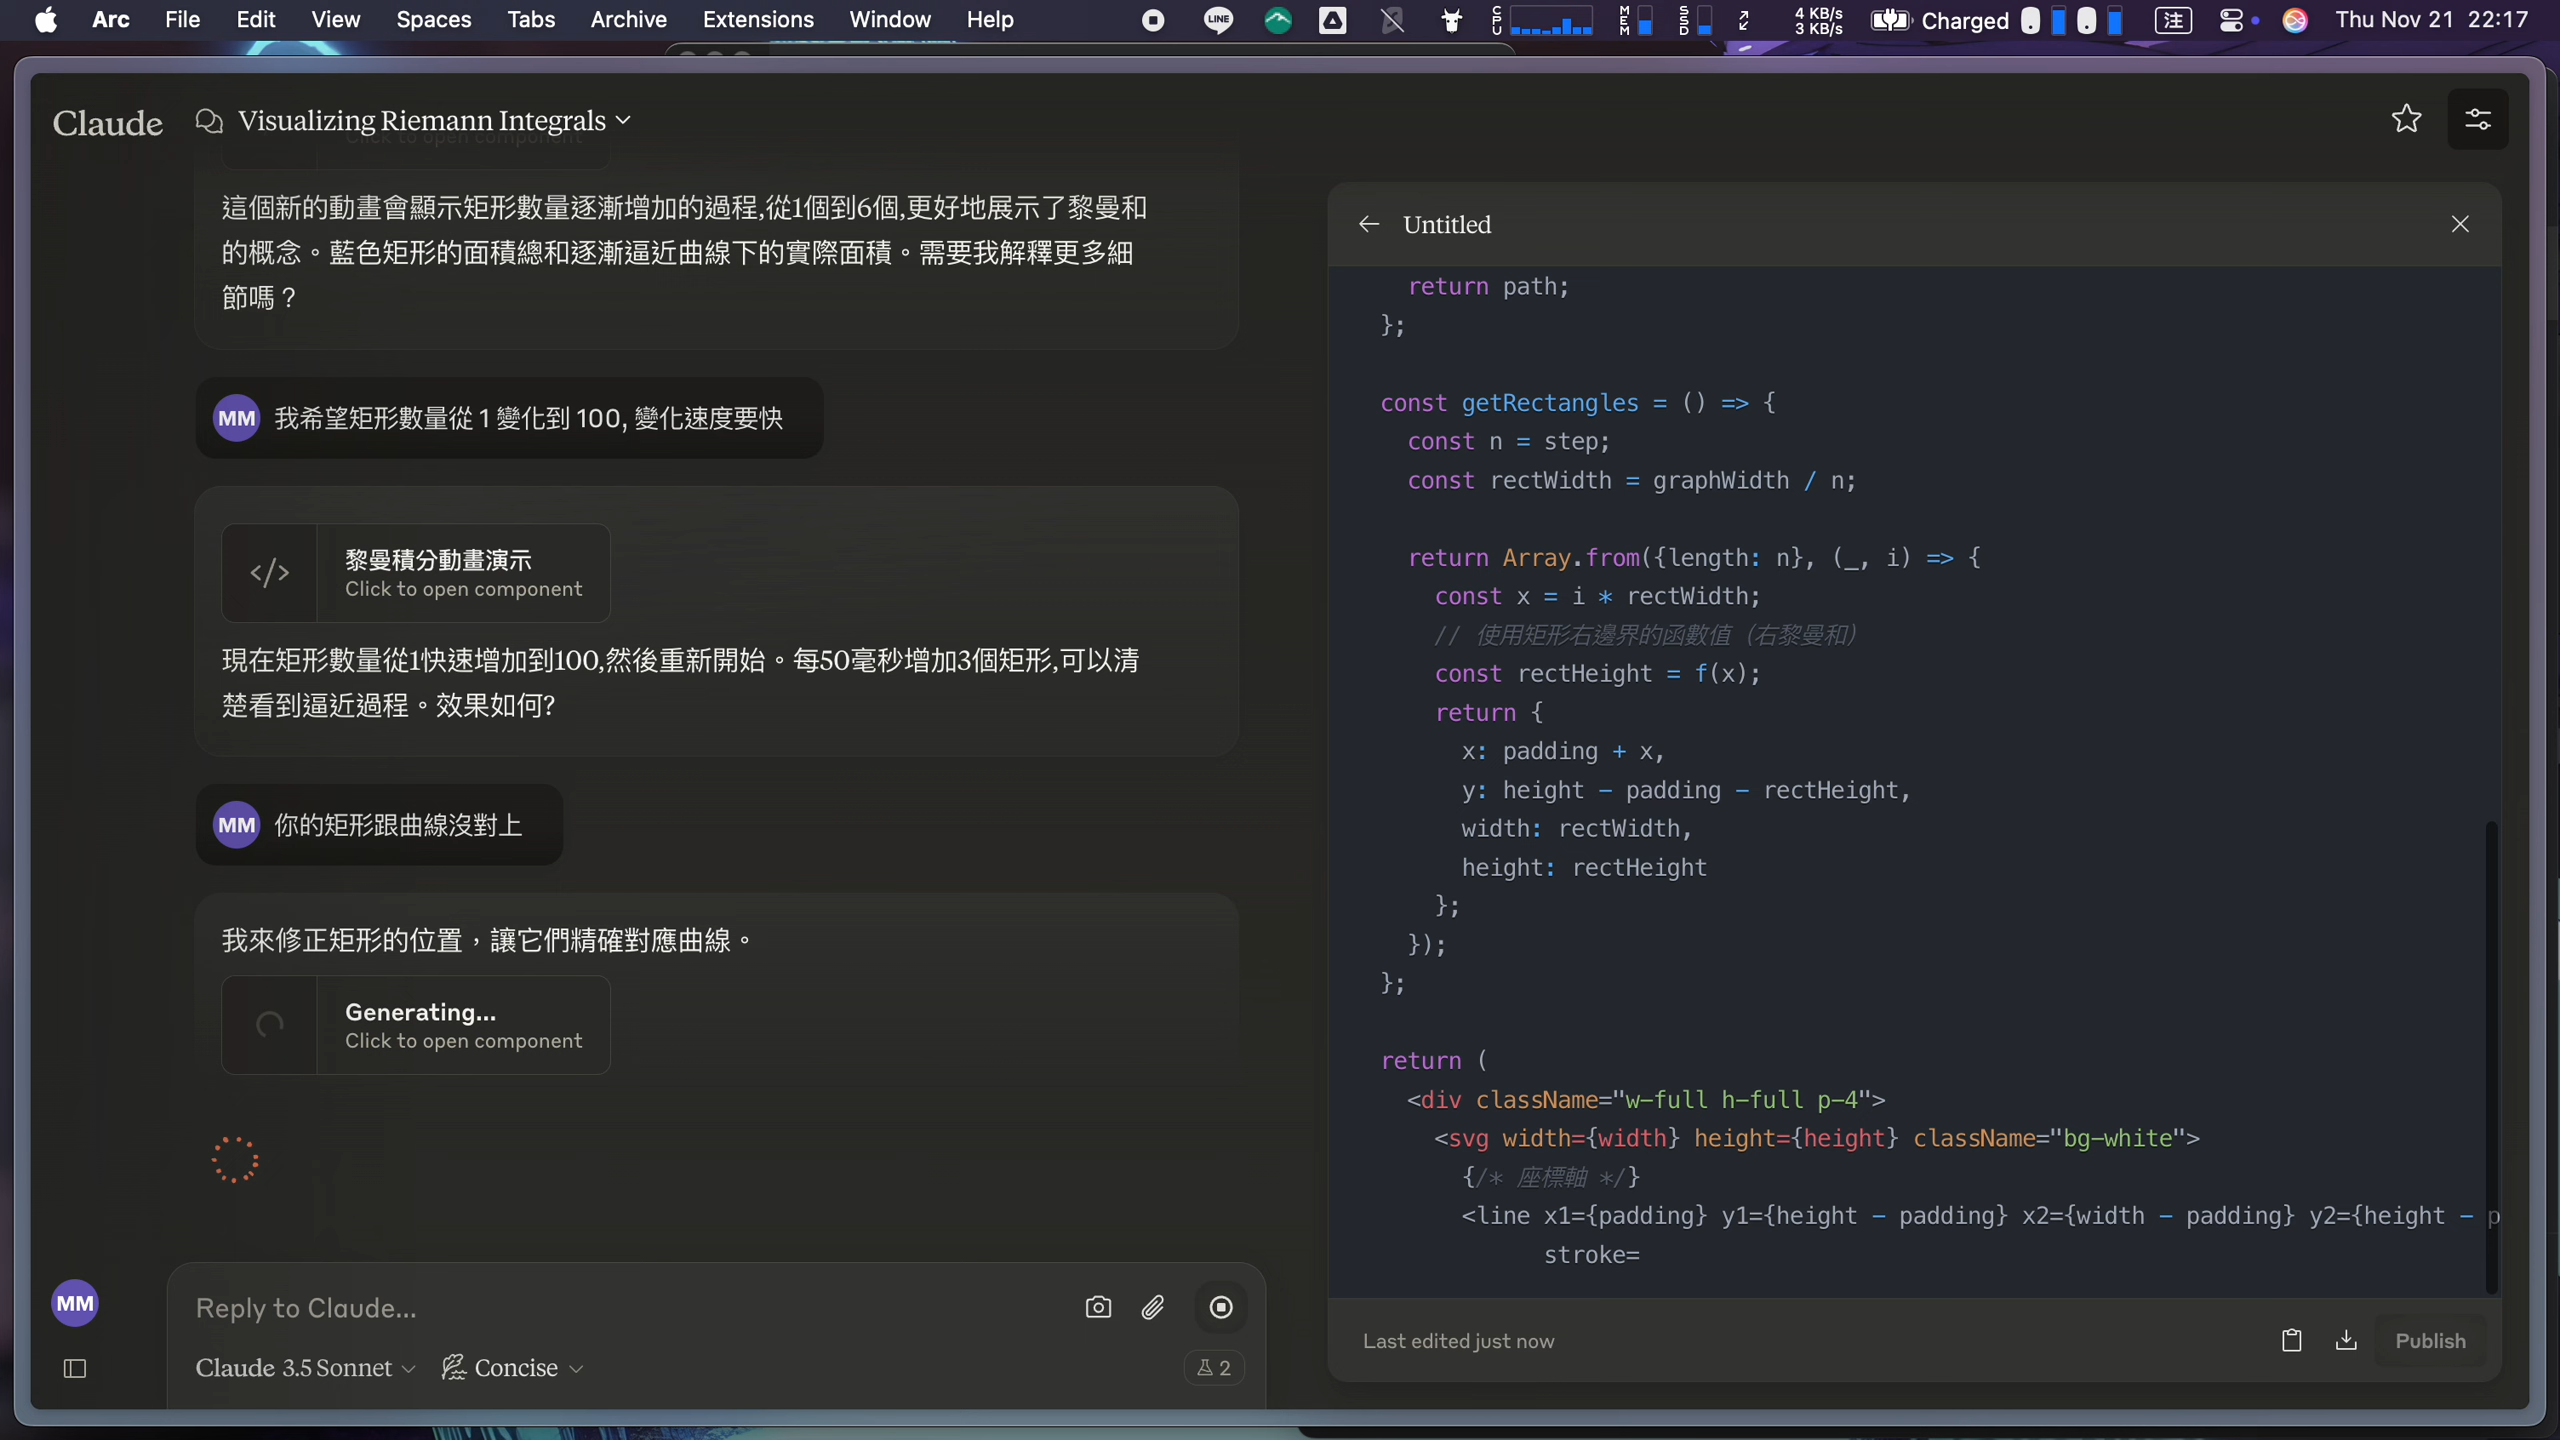 Arc File Edit View Spaces Tabs Archive Extensions Window Help LINE CPU MEM SSD 4 KB/s 3 KB/s Charged 注 Thu Nov 21 22:17
Claude
Visualizing Riemann Integrals
Click to open component
這個新的動畫會顯示矩形數量逐漸增加的過程,從1個到6個,更好地展示了黎曼和
的概念。藍色矩形的面積總和逐漸逼近曲線下的實際面積。需要我解釋更多細
節嗎？
MM 我希望矩形數量從 1 變化到 100, 變化速度要快
</>
黎曼積分動畫演示
Click to open component
現在矩形數量從1快速增加到100,然後重新開始。每50毫秒增加3個矩形,可以清
楚看到逼近過程。效果如何?
MM 你的矩形跟曲線沒對上
我來修正矩形的位置，讓它們精確對應曲線。
Generating...
Click to open component
MM
Reply to Claude...
Claude 3.5 Sonnet Concise 2
Untitled
return path;
};
const getRectangles = () => {
const n = step;
const rectWidth = graphWidth / n;
return Array.from({length: n}, (_, i) => {
const x = i * rectWidth;
// 使用矩形右邊界的函數值（右黎曼和）
const rectHeight = f(x);
return {
x: padding + x,
y: height - padding - rectHeight,
width: rectWidth,
height: rectHeight
};
});
};
return (
<div className="w-full h-full p-4">
<svg width={width} height={height} className="bg-white">
{/* 座標軸 */}
<line x1={padding} y1={height - padding} x2={width - padding} y2={height - p
stroke=
Last edited just now
Publish